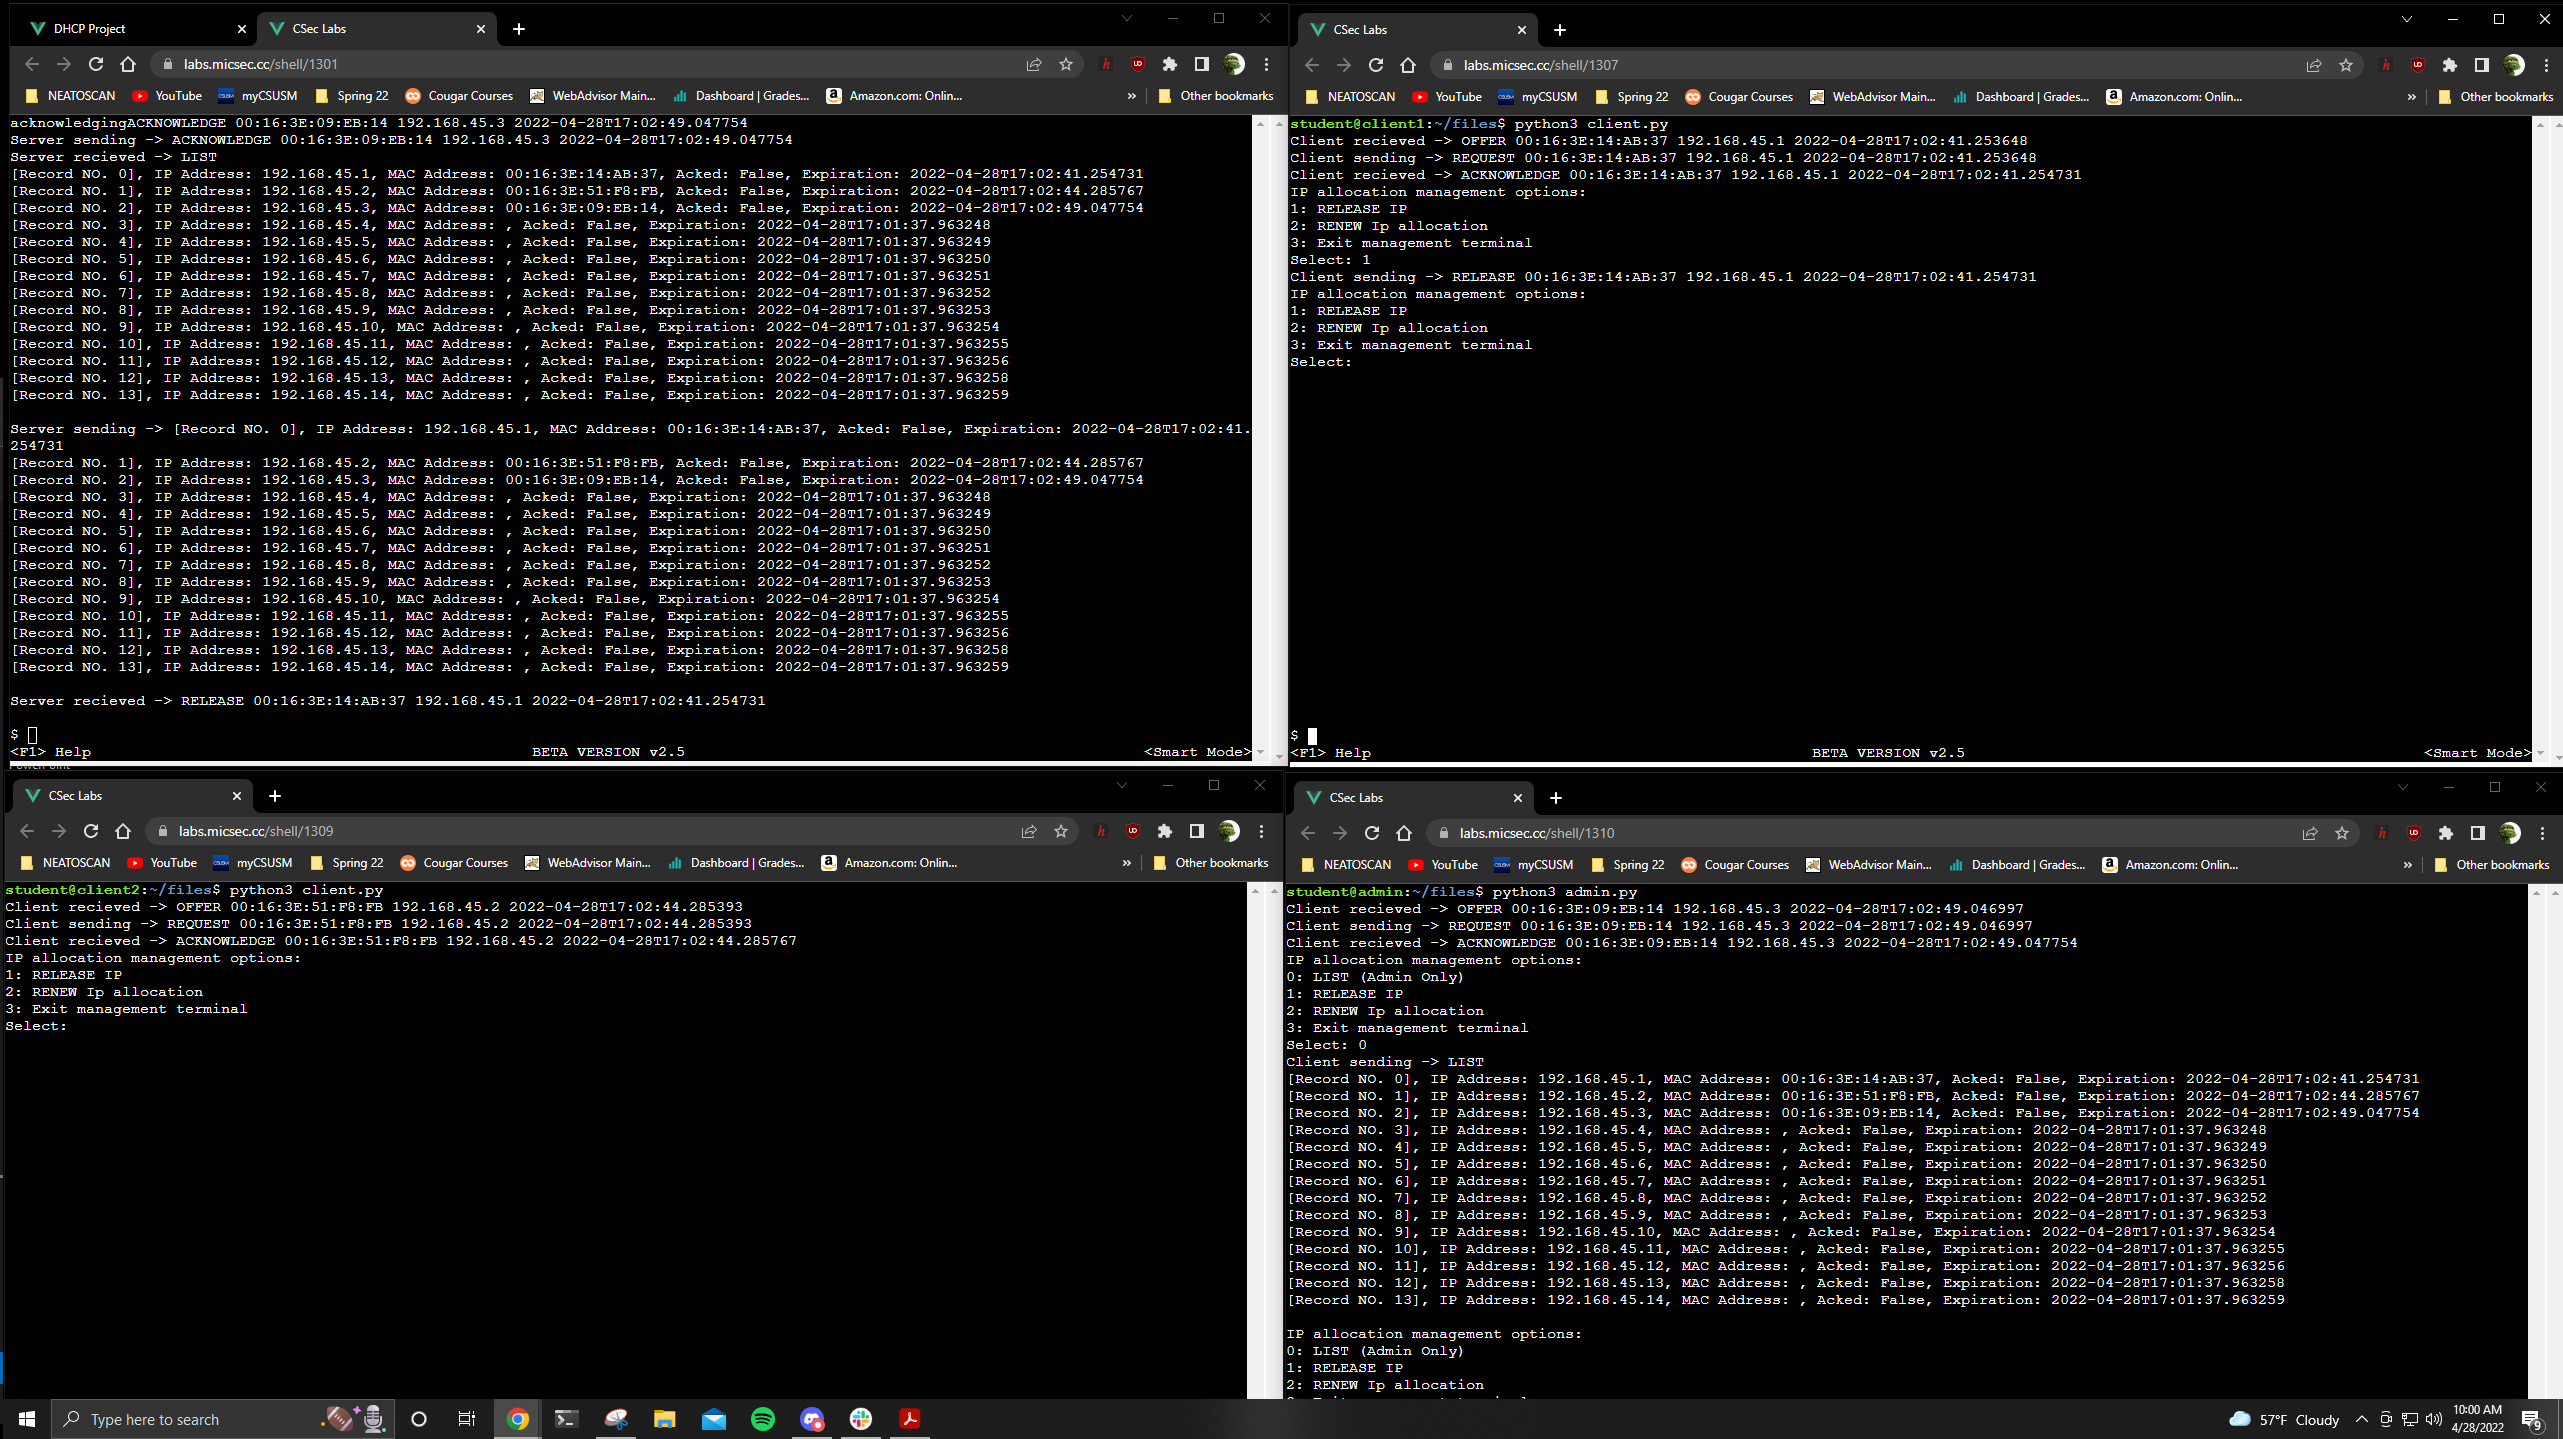 DHCP Project
CSec Labs
labs.micsec.cc/shell/1301
NEATOSCAN YouTube myCSUSM Spring 22 Cougar Courses WebAdvisor Main... Dashboard | Grades... Amazon.com: Onlin... » Other bookmarks
acknowledgingACKNOWLEDGE 00:16:3E:09:EB:14 192.168.45.3 2022-04-28T17:02:49.047754
Server sending -> ACKNOWLEDGE 00:16:3E:09:EB:14 192.168.45.3 2022-04-28T17:02:49.047754
Server recieved -> LIST
[Record NO. 0], IP Address: 192.168.45.1, MAC Address: 00:16:3E:14:AB:37, Acked: False, Expiration: 2022-04-28T17:02:41.254731
[Record NO. 1], IP Address: 192.168.45.2, MAC Address: 00:16:3E:51:F8:FB, Acked: False, Expiration: 2022-04-28T17:02:44.285767
[Record NO. 2], IP Address: 192.168.45.3, MAC Address: 00:16:3E:09:EB:14, Acked: False, Expiration: 2022-04-28T17:02:49.047754
[Record NO. 3], IP Address: 192.168.45.4, MAC Address: , Acked: False, Expiration: 2022-04-28T17:01:37.963248
[Record NO. 4], IP Address: 192.168.45.5, MAC Address: , Acked: False, Expiration: 2022-04-28T17:01:37.963249
[Record NO. 5], IP Address: 192.168.45.6, MAC Address: , Acked: False, Expiration: 2022-04-28T17:01:37.963250
[Record NO. 6], IP Address: 192.168.45.7, MAC Address: , Acked: False, Expiration: 2022-04-28T17:01:37.963251
[Record NO. 7], IP Address: 192.168.45.8, MAC Address: , Acked: False, Expiration: 2022-04-28T17:01:37.963252
[Record NO. 8], IP Address: 192.168.45.9, MAC Address: , Acked: False, Expiration: 2022-04-28T17:01:37.963253
[Record NO. 9], IP Address: 192.168.45.10, MAC Address: , Acked: False, Expiration: 2022-04-28T17:01:37.963254
[Record NO. 10], IP Address: 192.168.45.11, MAC Address: , Acked: False, Expiration: 2022-04-28T17:01:37.963255
[Record NO. 11], IP Address: 192.168.45.12, MAC Address: , Acked: False, Expiration: 2022-04-28T17:01:37.963256
[Record NO. 12], IP Address: 192.168.45.13, MAC Address: , Acked: False, Expiration: 2022-04-28T17:01:37.963258
[Record NO. 13], IP Address: 192.168.45.14, MAC Address: , Acked: False, Expiration: 2022-04-28T17:01:37.963259
Server sending -> [Record NO. 0], IP Address: 192.168.45.1, MAC Address: 00:16:3E:14:AB:37, Acked: False, Expiration: 2022-04-28T17:02:41.
254731
[Record NO. 1], IP Address: 192.168.45.2, MAC Address: 00:16:3E:51:F8:FB, Acked: False, Expiration: 2022-04-28T17:02:44.285767
[Record NO. 2], IP Address: 192.168.45.3, MAC Address: 00:16:3E:09:EB:14, Acked: False, Expiration: 2022-04-28T17:02:49.047754
[Record NO. 3], IP Address: 192.168.45.4, MAC Address: , Acked: False, Expiration: 2022-04-28T17:01:37.963248
[Record NO. 4], IP Address: 192.168.45.5, MAC Address: , Acked: False, Expiration: 2022-04-28T17:01:37.963249
[Record NO. 5], IP Address: 192.168.45.6, MAC Address: , Acked: False, Expiration: 2022-04-28T17:01:37.963250
[Record NO. 6], IP Address: 192.168.45.7, MAC Address: , Acked: False, Expiration: 2022-04-28T17:01:37.963251
[Record NO. 7], IP Address: 192.168.45.8, MAC Address: , Acked: False, Expiration: 2022-04-28T17:01:37.963252
[Record NO. 8], IP Address: 192.168.45.9, MAC Address: , Acked: False, Expiration: 2022-04-28T17:01:37.963253
[Record NO. 9], IP Address: 192.168.45.10, MAC Address: , Acked: False, Expiration: 2022-04-28T17:01:37.963254
[Record NO. 10], IP Address: 192.168.45.11, MAC Address: , Acked: False, Expiration: 2022-04-28T17:01:37.963255
[Record NO. 11], IP Address: 192.168.45.12, MAC Address: , Acked: False, Expiration: 2022-04-28T17:01:37.963256
[Record NO. 12], IP Address: 192.168.45.13, MAC Address: , Acked: False, Expiration: 2022-04-28T17:01:37.963258
[Record NO. 13], IP Address: 192.168.45.14, MAC Address: , Acked: False, Expiration: 2022-04-28T17:01:37.963259
Server recieved -> RELEASE 00:16:3E:14:AB:37 192.168.45.1 2022-04-28T17:02:41.254731
$
<F1> Help BETA VERSION v2.5 <Smart Mode>
CSec Labs
labs.micsec.cc/shell/1307
NEATOSCAN YouTube myCSUSM Spring 22 Cougar Courses WebAdvisor Main... Dashboard | Grades... Amazon.com: Onlin... » Other bookmarks
student@client1:~/files$ python3 client.py
Client recieved -> OFFER 00:16:3E:14:AB:37 192.168.45.1 2022-04-28T17:02:41.253648
Client sending -> REQUEST 00:16:3E:14:AB:37 192.168.45.1 2022-04-28T17:02:41.253648
Client recieved -> ACKNOWLEDGE 00:16:3E:14:AB:37 192.168.45.1 2022-04-28T17:02:41.254731
IP allocation management options:
1: RELEASE IP
2: RENEW Ip allocation
3: Exit management terminal
Select: 1
Client sending -> RELEASE 00:16:3E:14:AB:37 192.168.45.1 2022-04-28T17:02:41.254731
IP allocation management options:
1: RELEASE IP
2: RENEW Ip allocation
3: Exit management terminal
Select:
$
<F1> Help BETA VERSION v2.5 <Smart Mode>
CSec Labs
labs.micsec.cc/shell/1309
NEATOSCAN YouTube myCSUSM Spring 22 Cougar Courses WebAdvisor Main... Dashboard | Grades... Amazon.com: Onlin... » Other bookmarks
student@client2:~/files$ python3 client.py
Client recieved -> OFFER 00:16:3E:51:F8:FB 192.168.45.2 2022-04-28T17:02:44.285393
Client sending -> REQUEST 00:16:3E:51:F8:FB 192.168.45.2 2022-04-28T17:02:44.285393
Client recieved -> ACKNOWLEDGE 00:16:3E:51:F8:FB 192.168.45.2 2022-04-28T17:02:44.285767
IP allocation management options:
1: RELEASE IP
2: RENEW Ip allocation
3: Exit management terminal
Select:
CSec Labs
labs.micsec.cc/shell/1310
NEATOSCAN YouTube myCSUSM Spring 22 Cougar Courses WebAdvisor Main... Dashboard | Grades... Amazon.com: Onlin... » Other bookmarks
student@admin:~/files$ python3 admin.py
Client recieved -> OFFER 00:16:3E:09:EB:14 192.168.45.3 2022-04-28T17:02:49.046997
Client sending -> REQUEST 00:16:3E:09:EB:14 192.168.45.3 2022-04-28T17:02:49.046997
Client recieved -> ACKNOWLEDGE 00:16:3E:09:EB:14 192.168.45.3 2022-04-28T17:02:49.047754
IP allocation management options:
0: LIST (Admin Only)
1: RELEASE IP
2: RENEW Ip allocation
3: Exit management terminal
Select: 0
Client sending -> LIST
[Record NO. 0], IP Address: 192.168.45.1, MAC Address: 00:16:3E:14:AB:37, Acked: False, Expiration: 2022-04-28T17:02:41.254731
[Record NO. 1], IP Address: 192.168.45.2, MAC Address: 00:16:3E:51:F8:FB, Acked: False, Expiration: 2022-04-28T17:02:44.285767
[Record NO. 2], IP Address: 192.168.45.3, MAC Address: 00:16:3E:09:EB:14, Acked: False, Expiration: 2022-04-28T17:02:49.047754
[Record NO. 3], IP Address: 192.168.45.4, MAC Address: , Acked: False, Expiration: 2022-04-28T17:01:37.963248
[Record NO. 4], IP Address: 192.168.45.5, MAC Address: , Acked: False, Expiration: 2022-04-28T17:01:37.963249
[Record NO. 5], IP Address: 192.168.45.6, MAC Address: , Acked: False, Expiration: 2022-04-28T17:01:37.963250
[Record NO. 6], IP Address: 192.168.45.7, MAC Address: , Acked: False, Expiration: 2022-04-28T17:01:37.963251
[Record NO. 7], IP Address: 192.168.45.8, MAC Address: , Acked: False, Expiration: 2022-04-28T17:01:37.963252
[Record NO. 8], IP Address: 192.168.45.9, MAC Address: , Acked: False, Expiration: 2022-04-28T17:01:37.963253
[Record NO. 9], IP Address: 192.168.45.10, MAC Address: , Acked: False, Expiration: 2022-04-28T17:01:37.963254
[Record NO. 10], IP Address: 192.168.45.11, MAC Address: , Acked: False, Expiration: 2022-04-28T17:01:37.963255
[Record NO. 11], IP Address: 192.168.45.12, MAC Address: , Acked: False, Expiration: 2022-04-28T17:01:37.963256
[Record NO. 12], IP Address: 192.168.45.13, MAC Address: , Acked: False, Expiration: 2022-04-28T17:01:37.963258
[Record NO. 13], IP Address: 192.168.45.14, MAC Address: , Acked: False, Expiration: 2022-04-28T17:01:37.963259
IP allocation management options:
0: LIST (Admin Only)
1: RELEASE IP
2: RENEW Ip allocation
Type here to search
57°F Cloudy
10:00 AM
4/28/2022
9